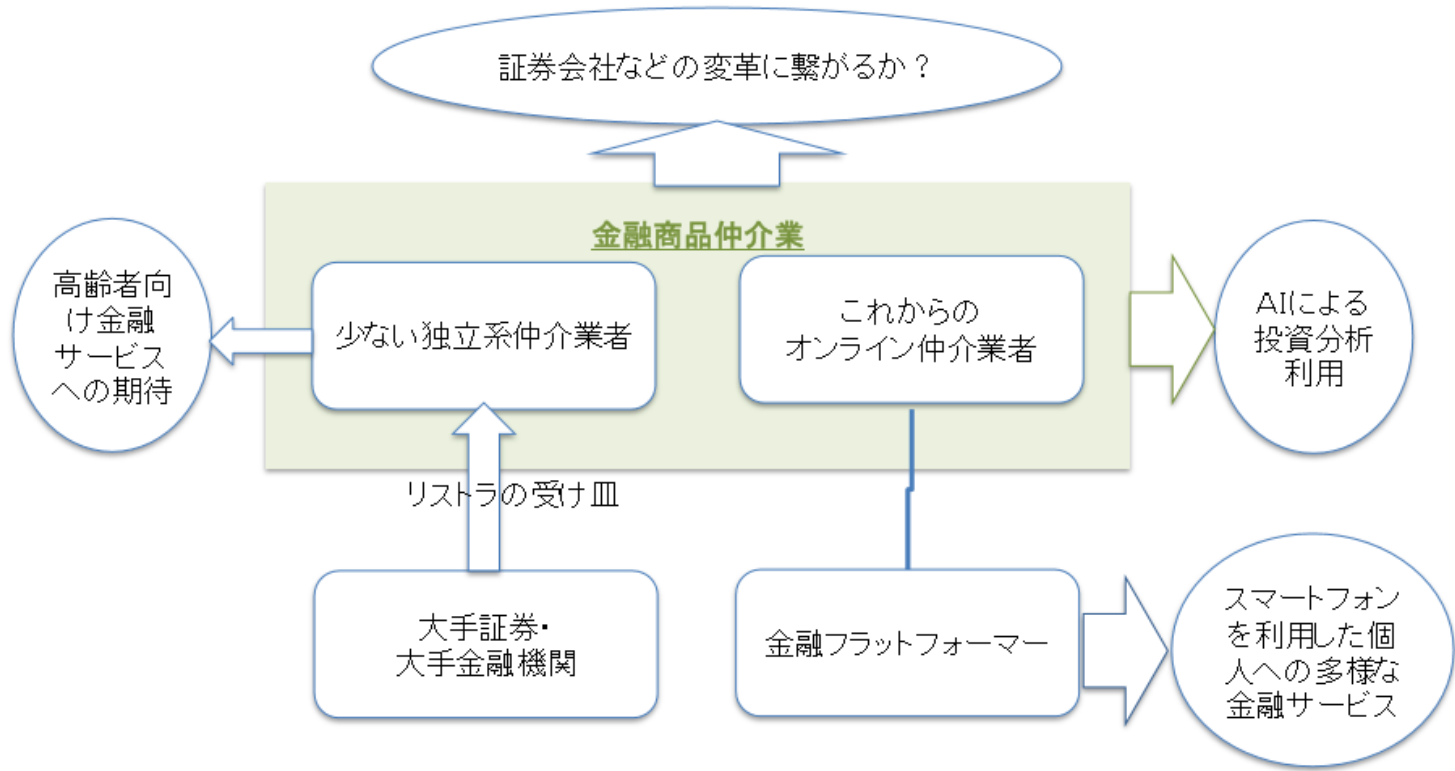 証券会社などの変革に繋がるか？
金融商品仲介業
高齢者向
け金融
サービス
への期待
少ない独立系仲介業者
これからの
オンライン仲介業者
AIによる
投資分析
利用
リストラの受け皿
大手証券・
大手金融機関
金融フラットフォーマー
スマートフォン
を利用した個
人への多様な
金融サービス